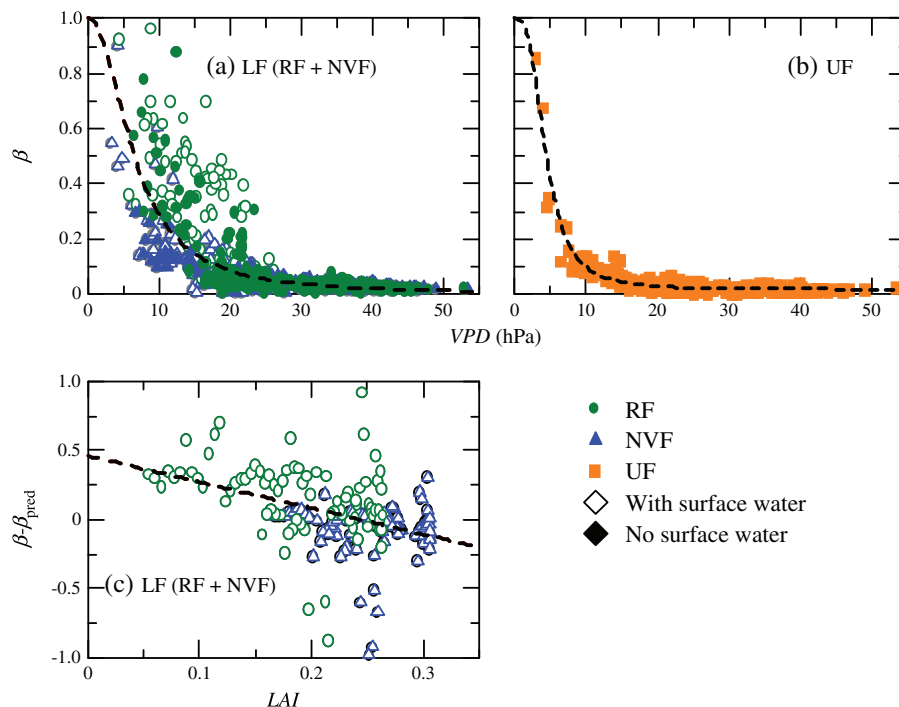 1.0
0.8
0.6
0.4
0.2
0
β
(a) LF (RF + NVF)
(b) UF
0 10 20 30 40 50
0 10 20 30 40 50
VPD (hPa)
1.0
0.5
0
-0.5
-1.0
β-βpred
(c) LF (RF + NVF)
0 0.1 0.2 0.3
LAI
RF
NVF
UF
With surface water
No surface water